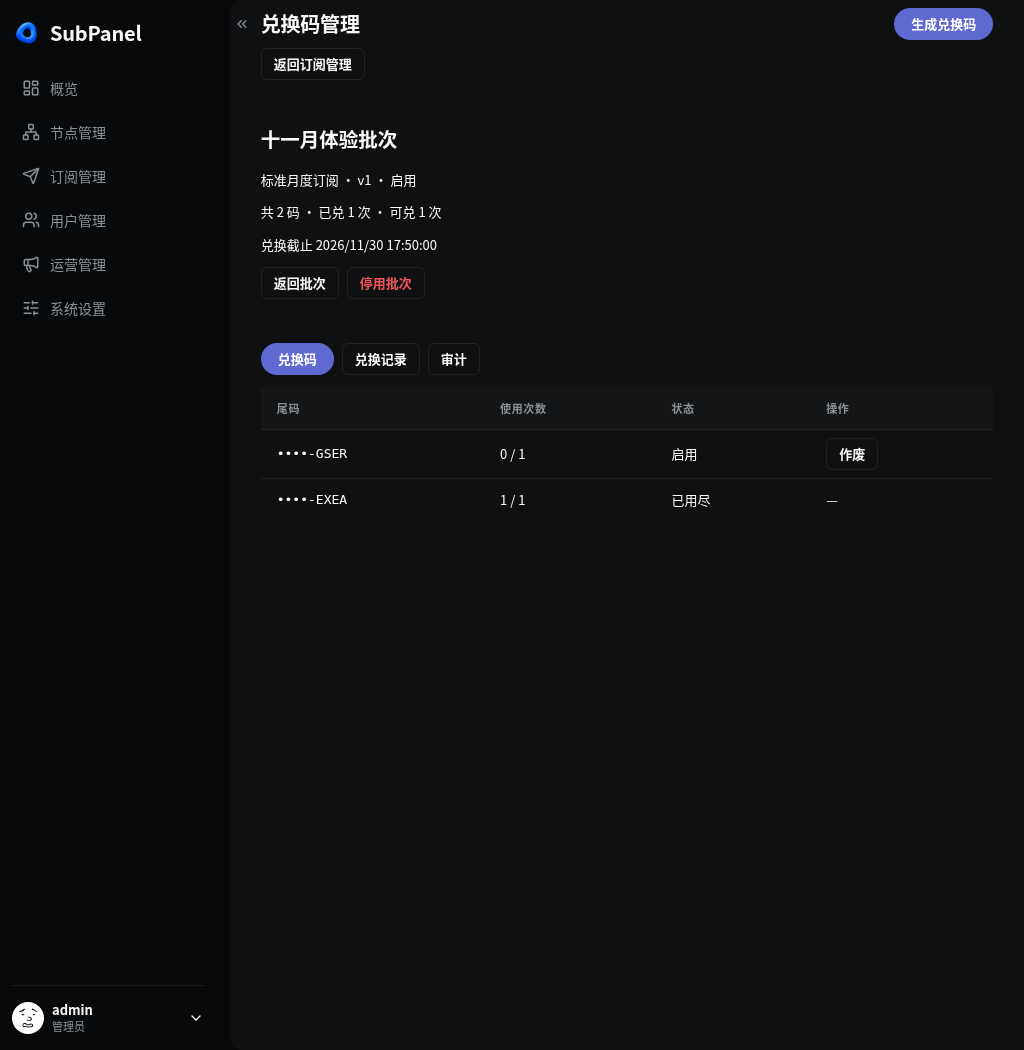 SubPanel
概览
节点管理
订阅管理
用户管理
运营管理
系统设置
admin
管理员
兑换码管理
生成兑换码
返回订阅管理
十一月体验批次
标准月度订阅 · v1 · 启用
共 2 码 · 已兑 1 次 · 可兑 1 次
兑换截止 2026/11/30 17:50:00
返回批次 停用批次
兑换码 兑换记录 审计
尾码 使用次数 状态 操作
••••-GSER 0 / 1 启用 作废
••••-EXEA 1 / 1 已用尽 —